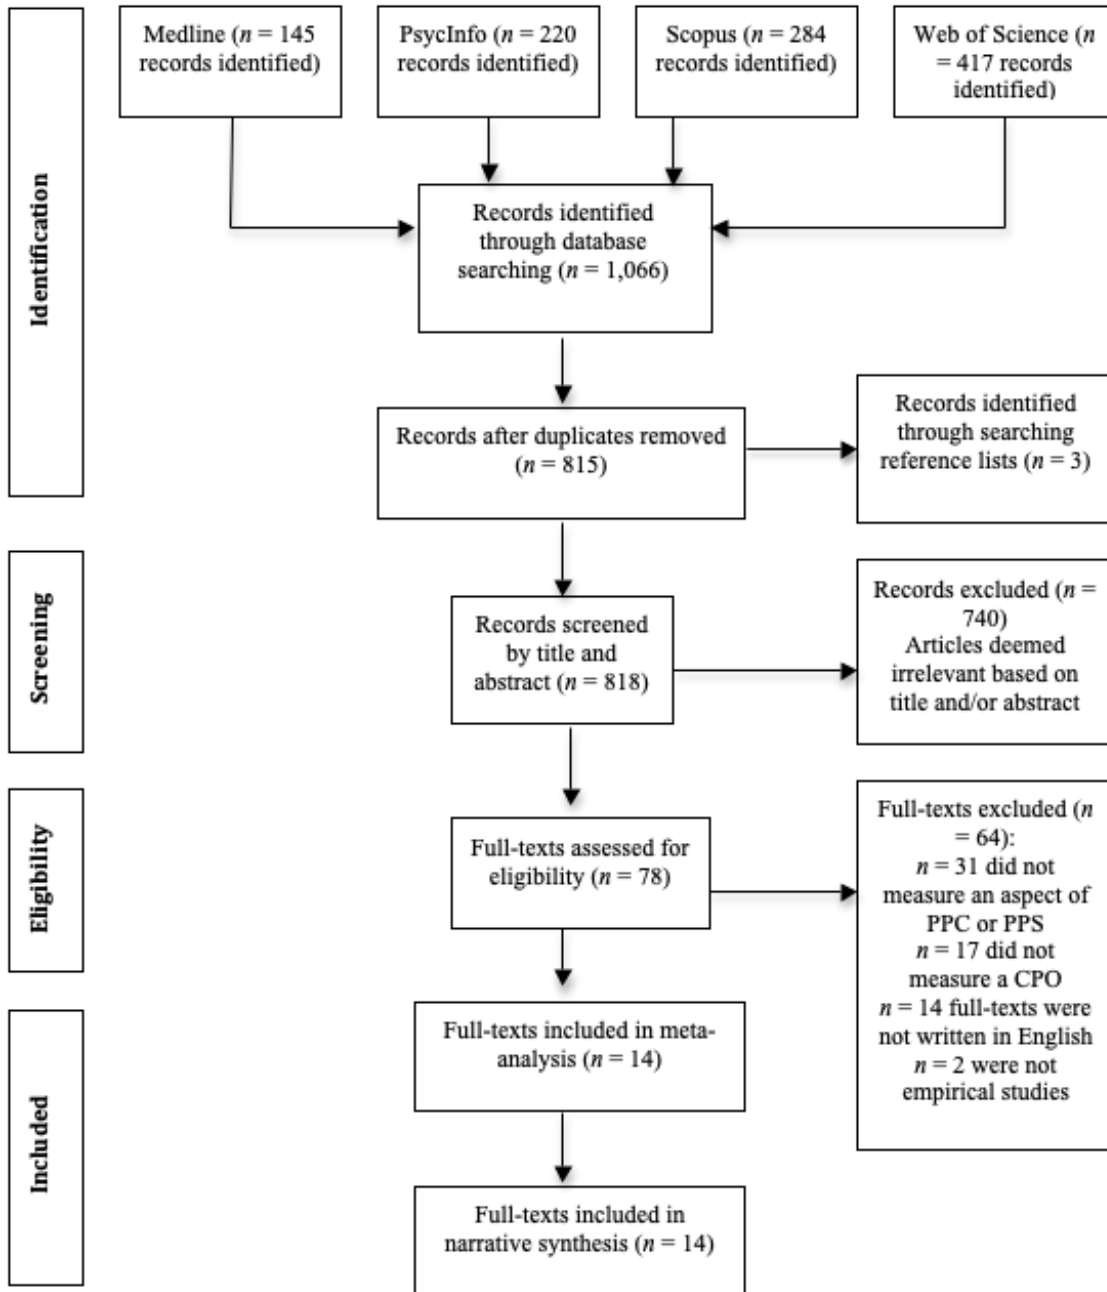 Medline (n = 145
records identified)
PsycInfo (n = 220
records identified)
Scopus (n = 284
records identified)
Web of Science (n
= 417 records
identified)
Identification
Records identified
through database
searching (n = 1,066)
Records after duplicates removed
(n = 815)
Records identified
through searching
reference lists (n = 3)
Screening
Records screened
by title and
abstract (n = 818)
Records excluded (n =
740)
Articles deemed
irrelevant based on
title and/or abstract
Eligibility
Full-texts assessed for
eligibility (n = 78)
Full-texts excluded (n
= 64):
n = 31 did not
measure an aspect of
PPC or PPS
n = 17 did not
measure a CPO
n = 14 full-texts were
not written in English
n = 2 were not
empirical studies
Included
Full-texts included in meta-
analysis (n = 14)
Full-texts included in
narrative synthesis (n = 14)